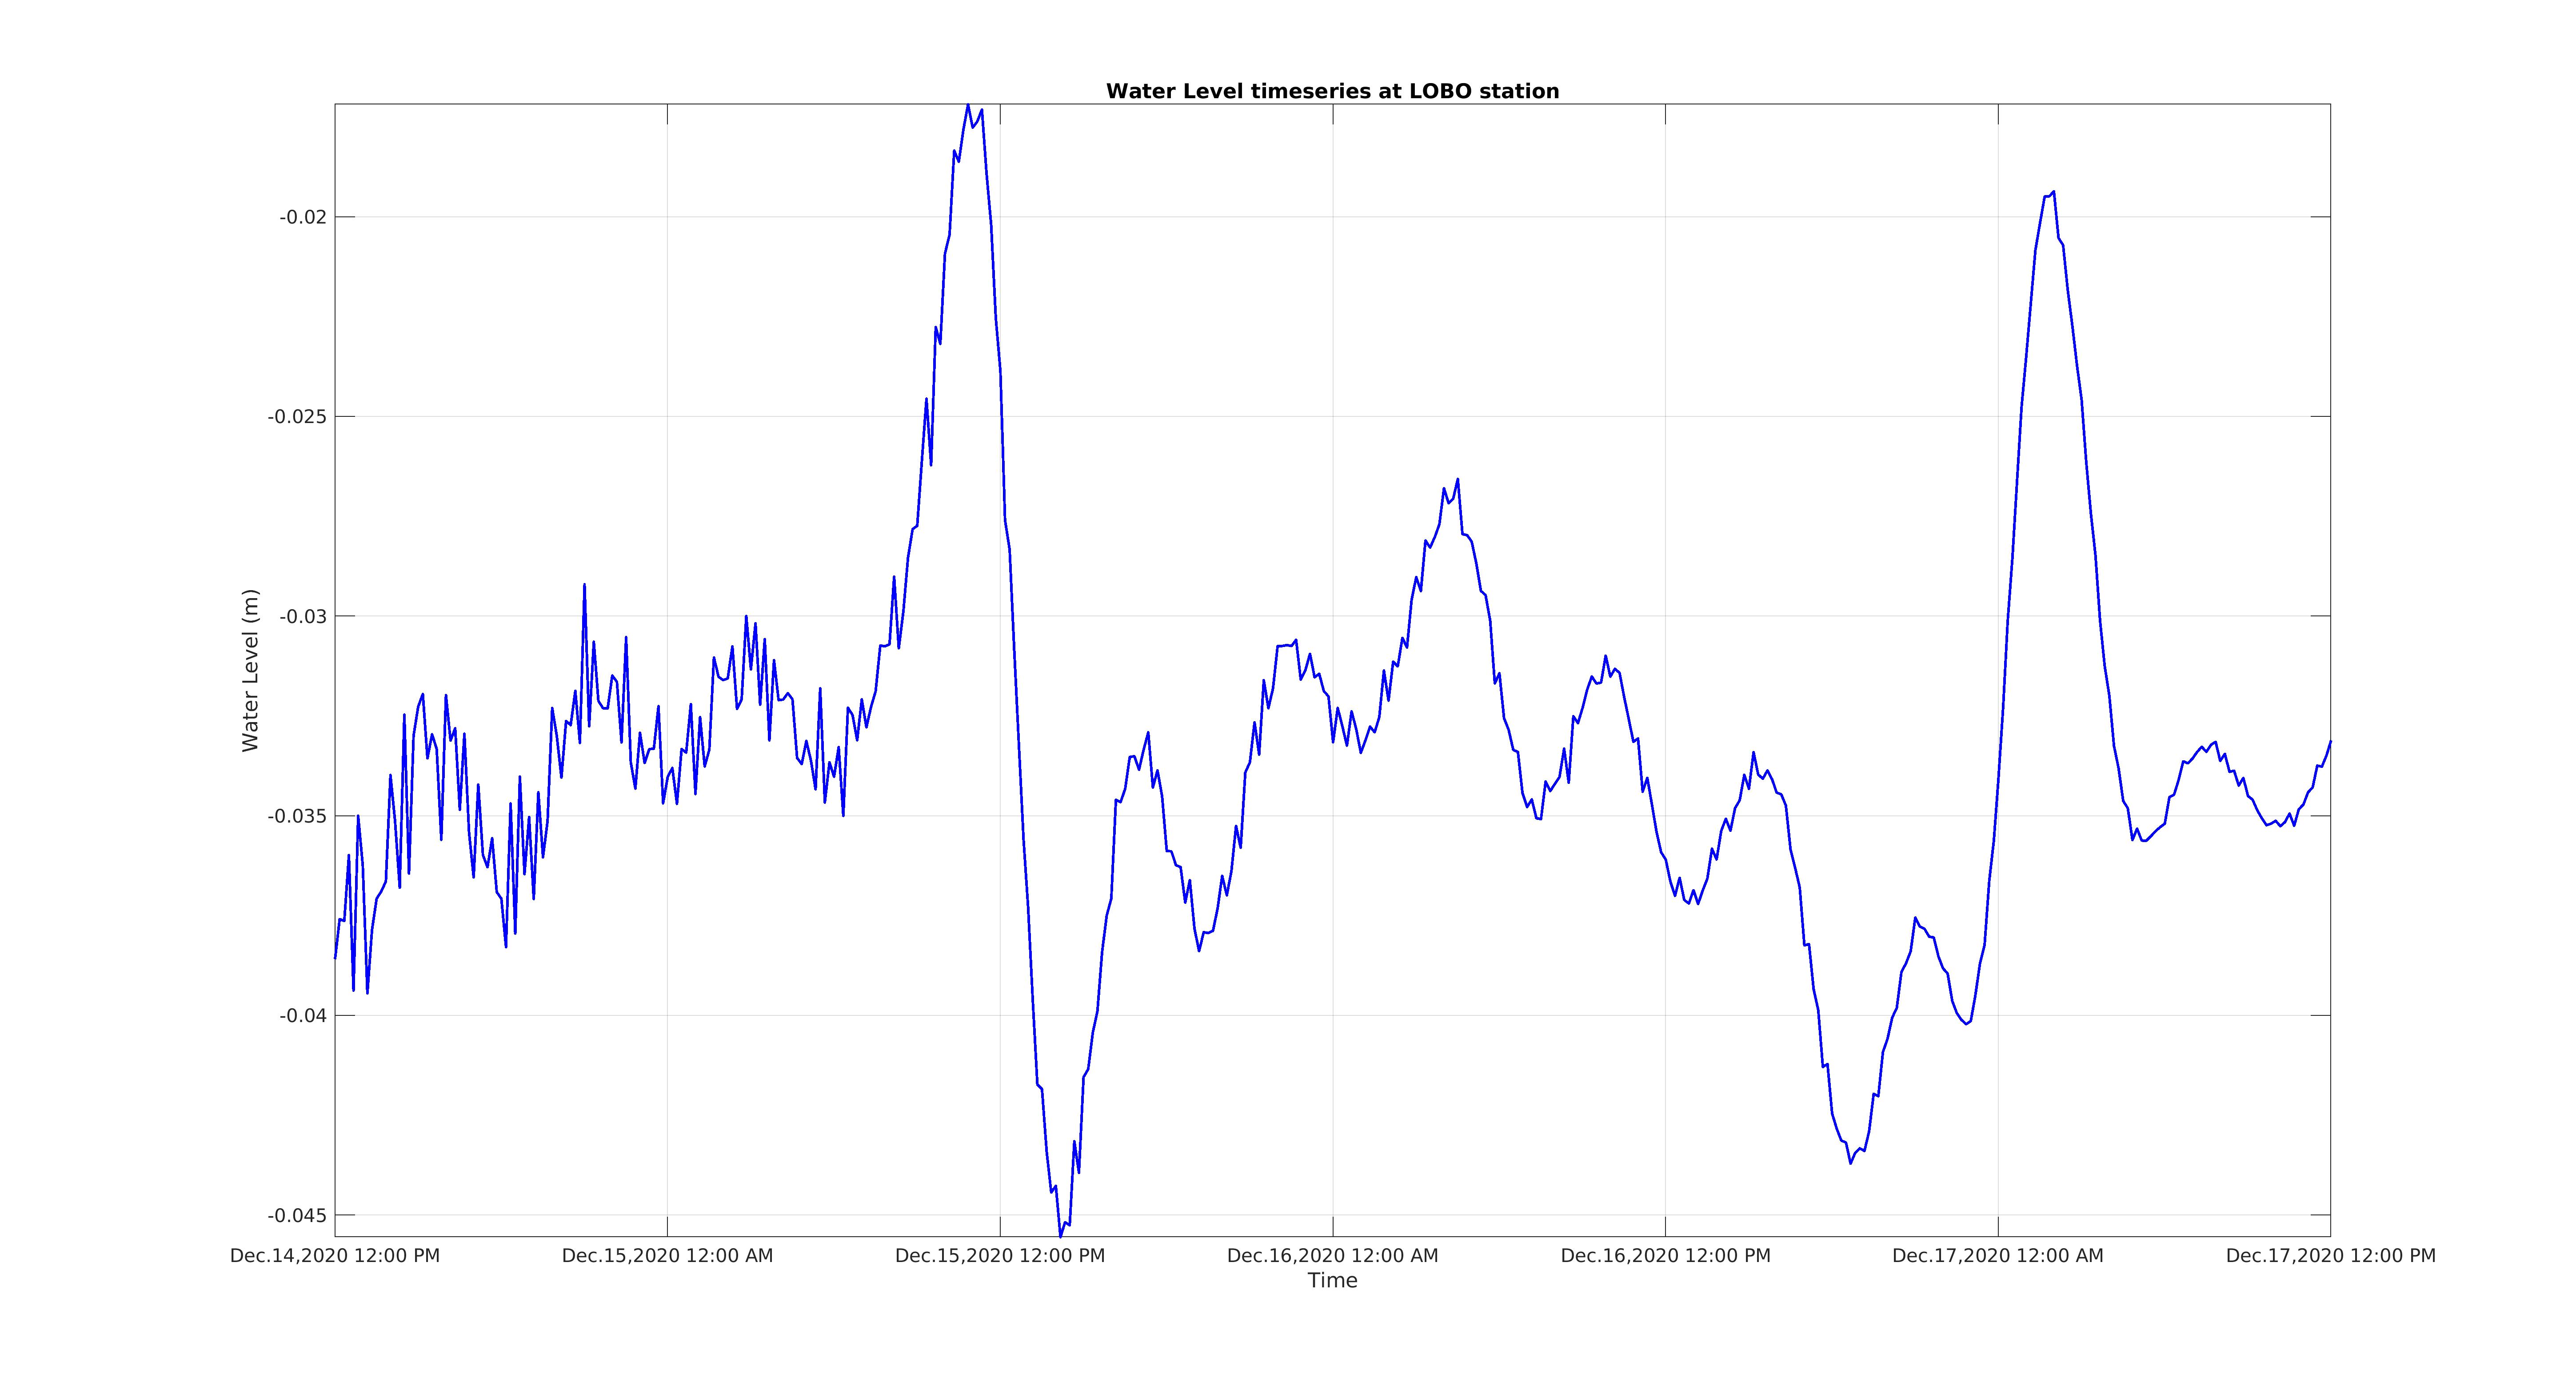 Water Level timeseries at LOBO station
-0.02
-0.025
-0.03
-0.035
-0.04
-0.045
Water Level (m)
Dec.14,2020 12:00 PM Dec.15,2020 12:00 AM Dec.15,2020 12:00 PM Dec.16,2020 12:00 AM Dec.16,2020 12:00 PM Dec.17,2020 12:00 AM Dec.17,2020 12:00 PM
Time